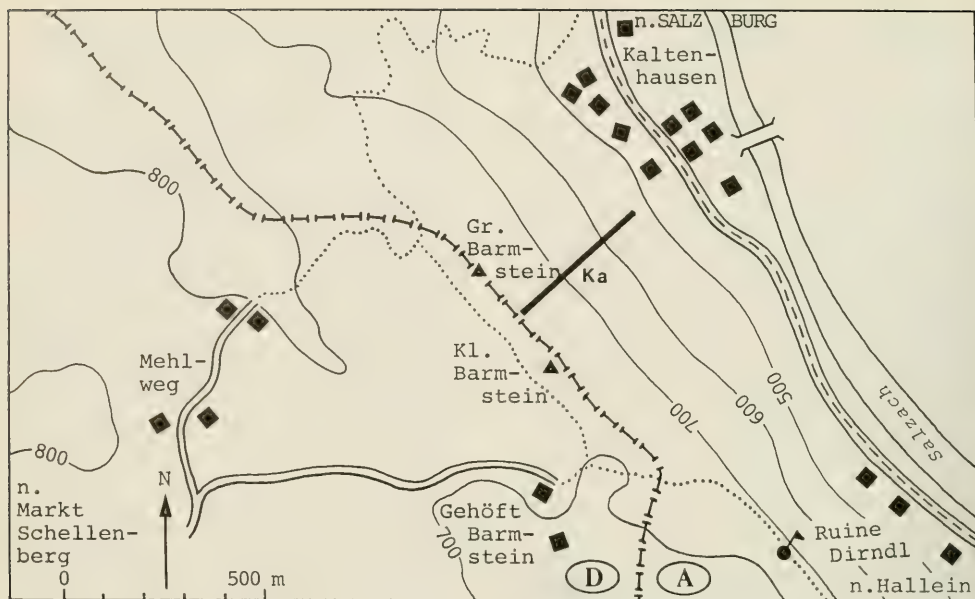 n.SALZ BURG
Kalten-
hausen
800
Gr.
Barm-
stein
Ka
Mehl-
weg
Kl.
Barm-
stein
500
600
700
Salzach
800
N
n.
Markt
Schellen-
berg
Gehöft
Barm-
stein
700
Ruine
Dirndl
D
A
n.Hallein
0
500 m